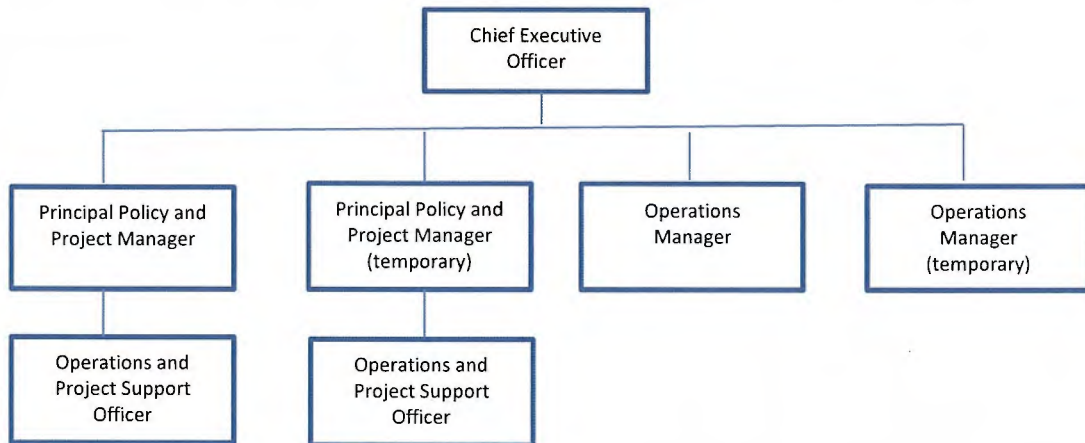 Chief Executive
Officer
Principal Policy and
Project Manager
Principal Policy and
Project Manager
(temporary)
Operations
Manager
Operations
Manager
(temporary)
Operations and
Project Support
Officer
Operations and
Project Support
Officer